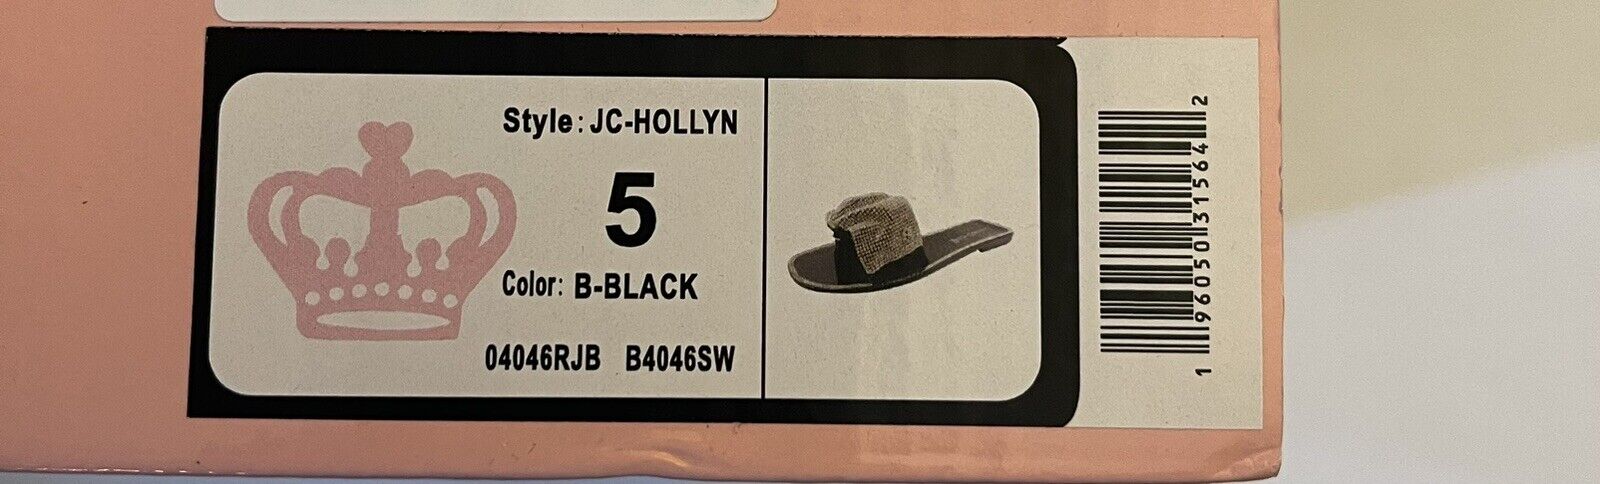 Style: JC-HOLLYN
5
Color: B-BLACK
04046RJB B4046SW
1 96050 31564 2